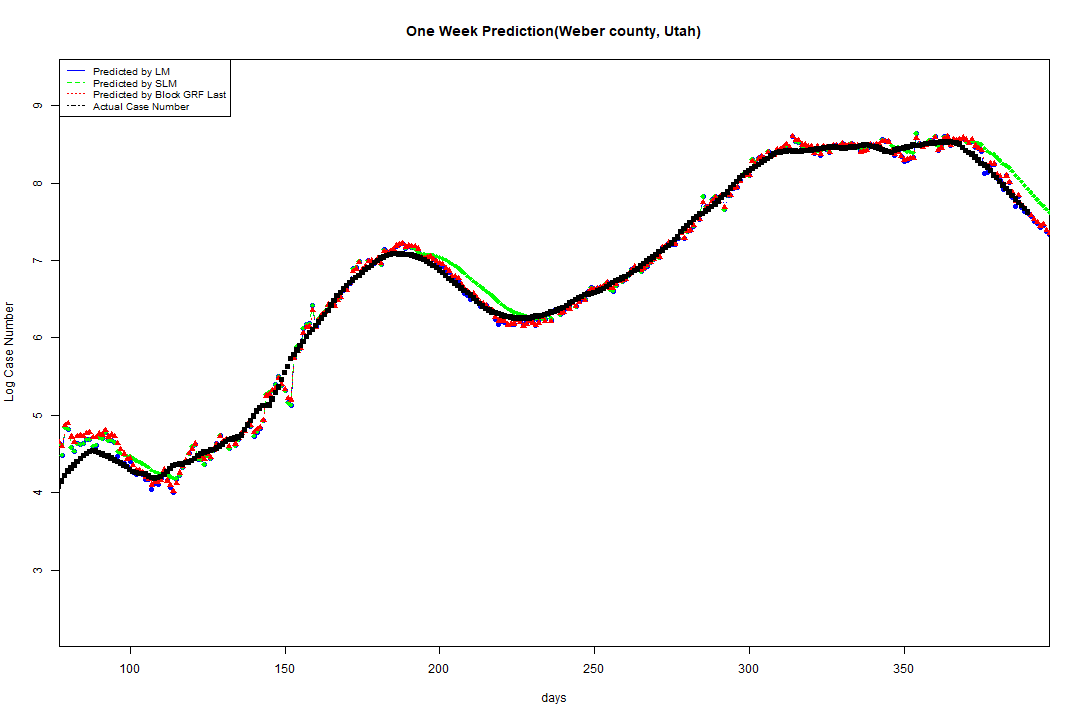 One Week Prediction(Weber county, Utah)
Predicted by LM
Predicted by SLM
Predicted by Block GRF Last
Actual Case Number
Log Case Number
9
8
7
6
5
4
3
100 150 200 250 300 350
days